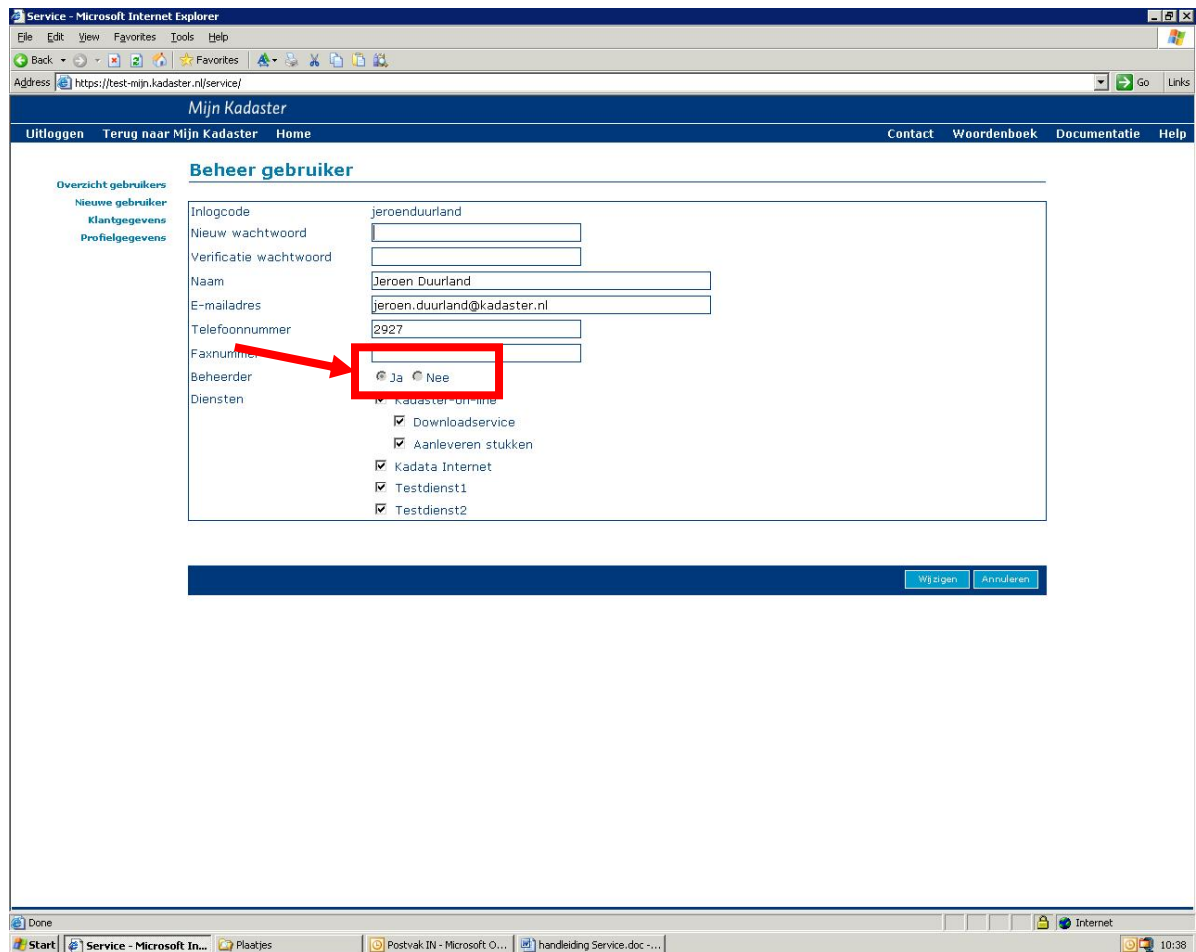 Service - Microsoft Internet Explorer
File Edit View Favorites Tools Help
Back Favorites
Address https://test-mijn.kadaster.nl/service/ Go Links
Mijn Kadaster
Uitloggen Terug naar Mijn Kadaster Home Contact Woordenboek Documentatie Help
Beheer gebruiker
Overzicht gebruikers
Nieuwe gebruiker
Klantgegevens
Profielgegevens
Inlogcode jeroenduurland
Nieuw wachtwoord
Verificatie wachtwoord
Naam Jeroen Duurland
E-mailadres jeroen.duurland@kadaster.nl
Telefoonnummer 2927
Faxnummer
Beheerder Ja Nee
Diensten Kadaster-on-line
Downloadservice
Aanleveren stukken
Kadata Internet
Testdienst1
Testdienst2
Wijzigen Annuleren
Done Internet
Start Service - Microsoft In... Plaatjes Postvak IN - Microsoft O... handleiding Service.doc -... 10:38